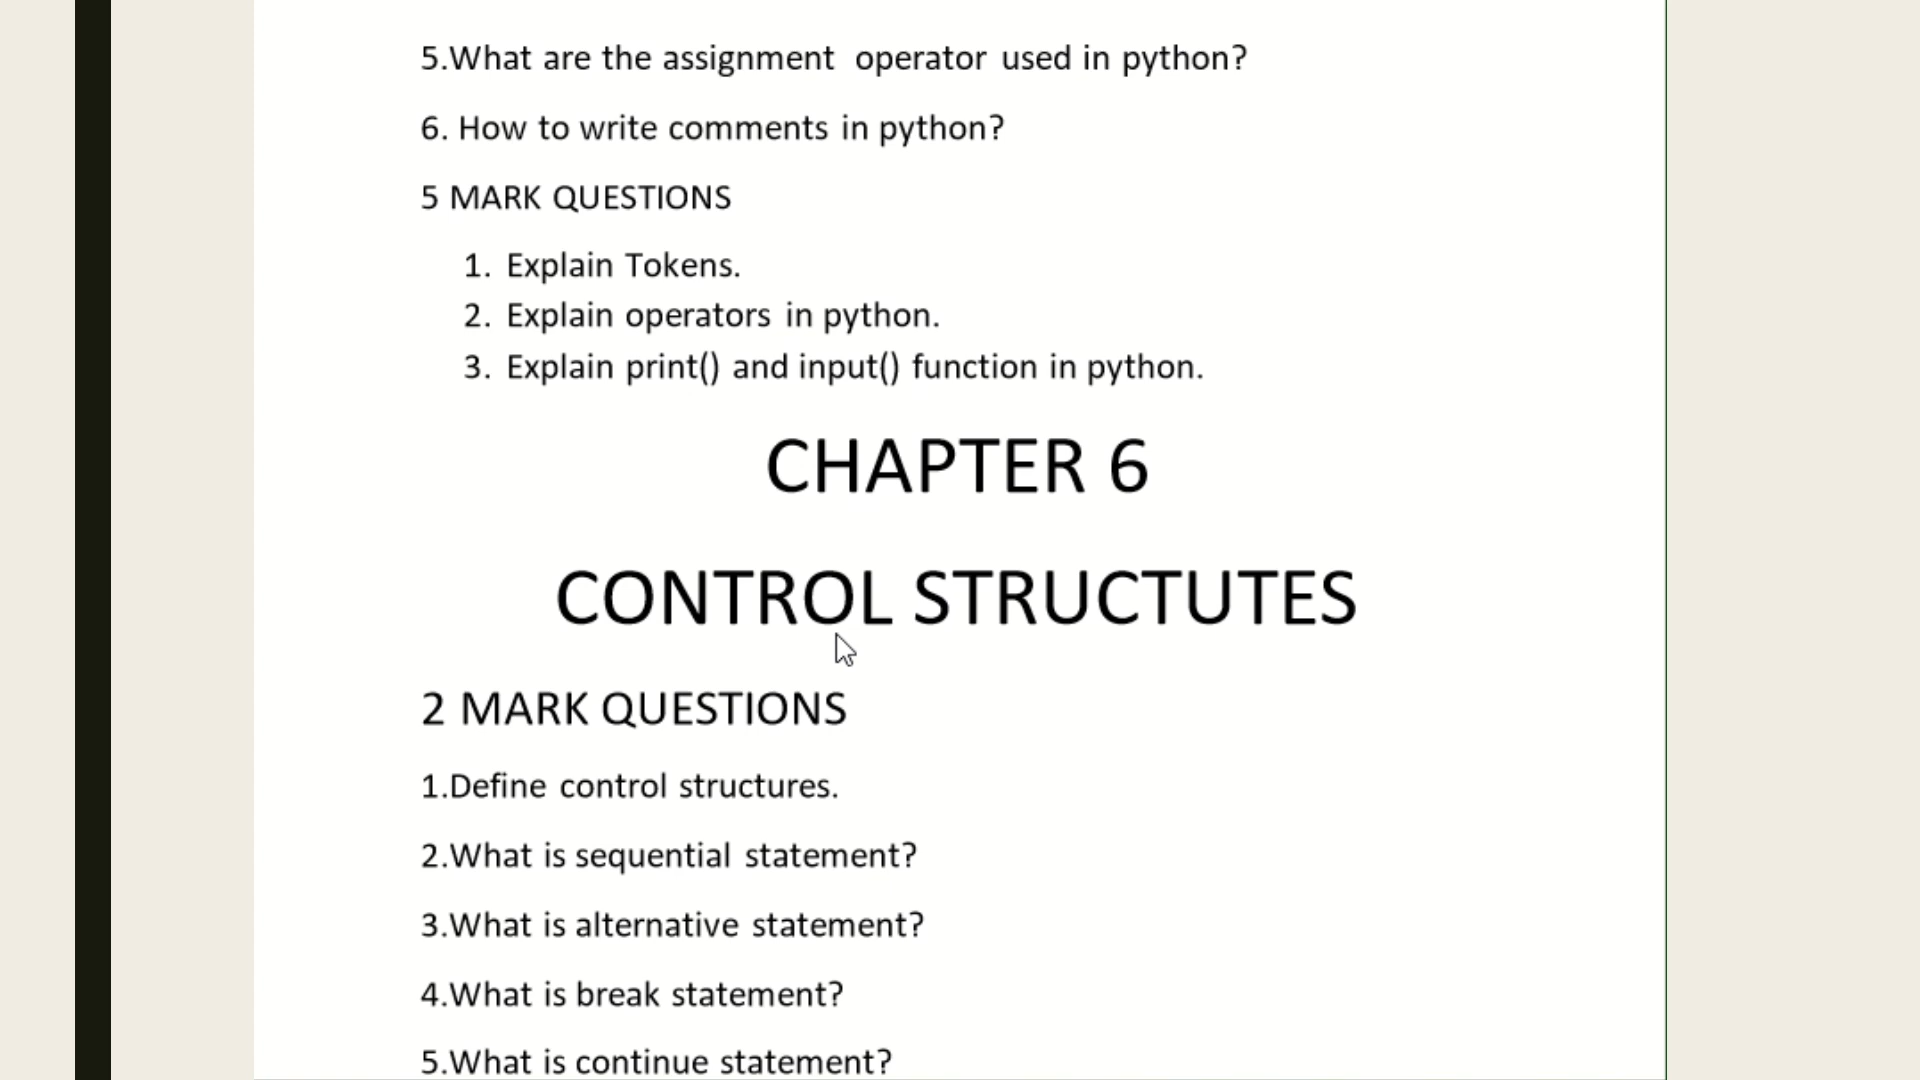 5.What are the assignment operator used in python?
6. How to write comments in python?
5 MARK QUESTIONS
1. Explain Tokens.
2. Explain operators in python.
3. Explain print() and input() function in python.
CHAPTER 6
CONTROL STRUCTUTES
2 MARK QUESTIONS
1.Define control structures.
2.What is sequential statement?
3.What is alternative statement?
4.What is break statement?
5.What is continue statement?